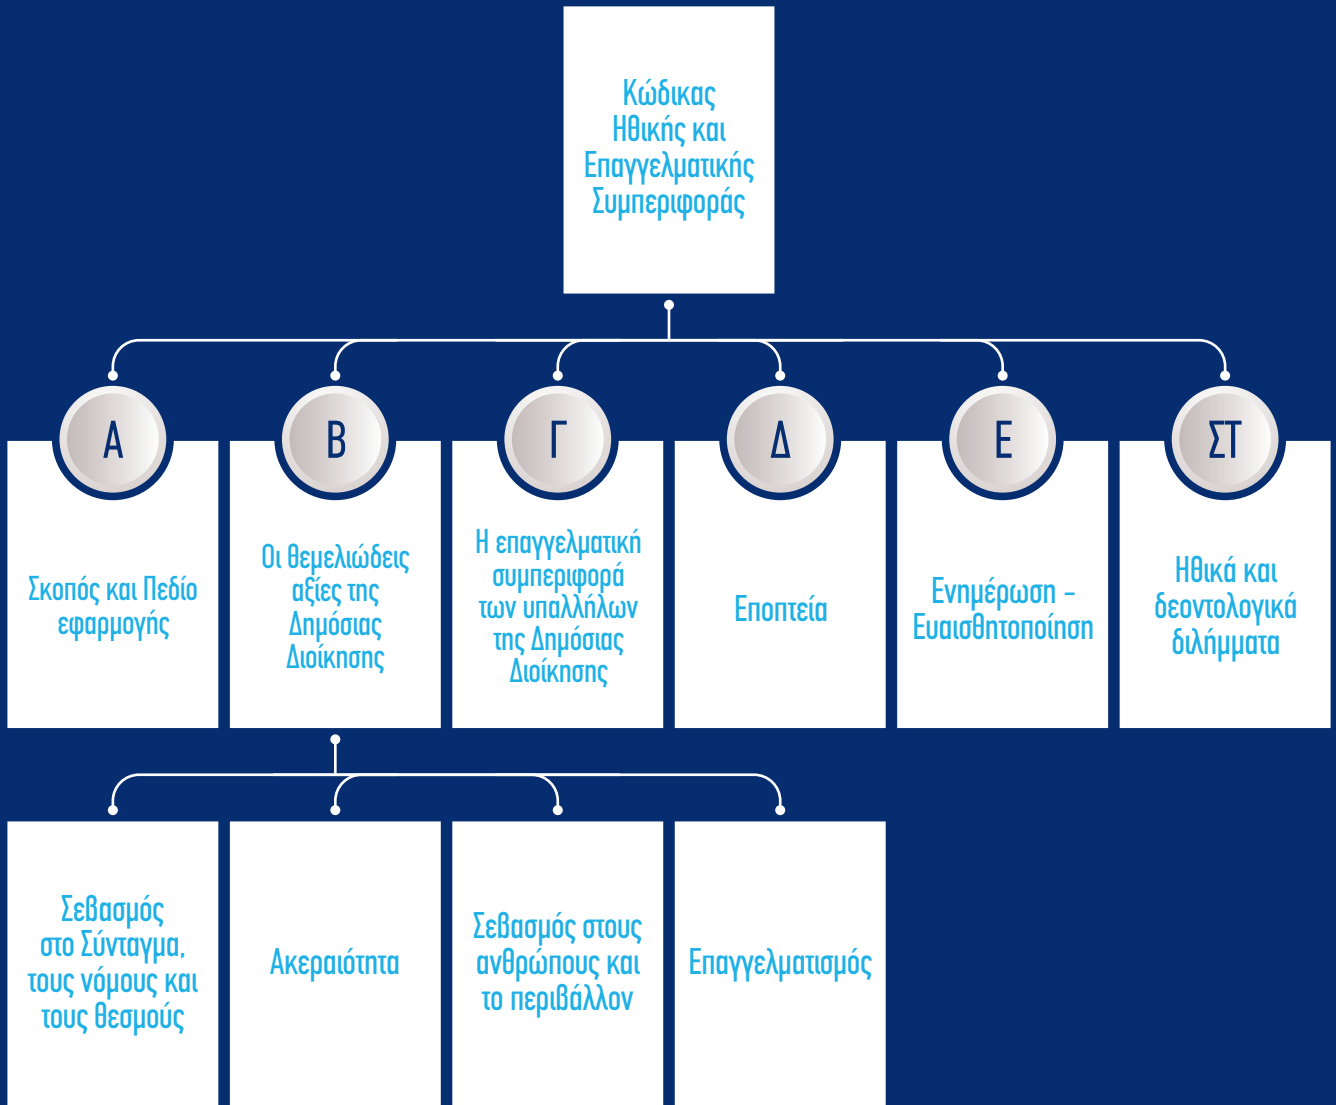 Κώδικας
Ηθικής και
Επαγγελματικής
Συμπεριφοράς
Α
Σκοπός και Πεδίο
εφαρμογής
Β
Οι θεμελιώδεις
αξίες της
Δημόσιας
Διοίκησης
Γ
Η επαγγελματική
συμπεριφορά
των υπαλλήλων
της Δημόσιας
Διοίκησης
Δ
Εποπτεία
Ε
Ενημέρωση -
Ευαισθητοποίηση
ΣΤ
Ηθικά και
δεοντολογικά
διλήμματα
Σεβασμός
στο Σύνταγμα,
τους νόμους και
τους θεσμούς
Ακεραιότητα
Σεβασμός στους
ανθρώπους και
το περιβάλλον
Επαγγελματισμός